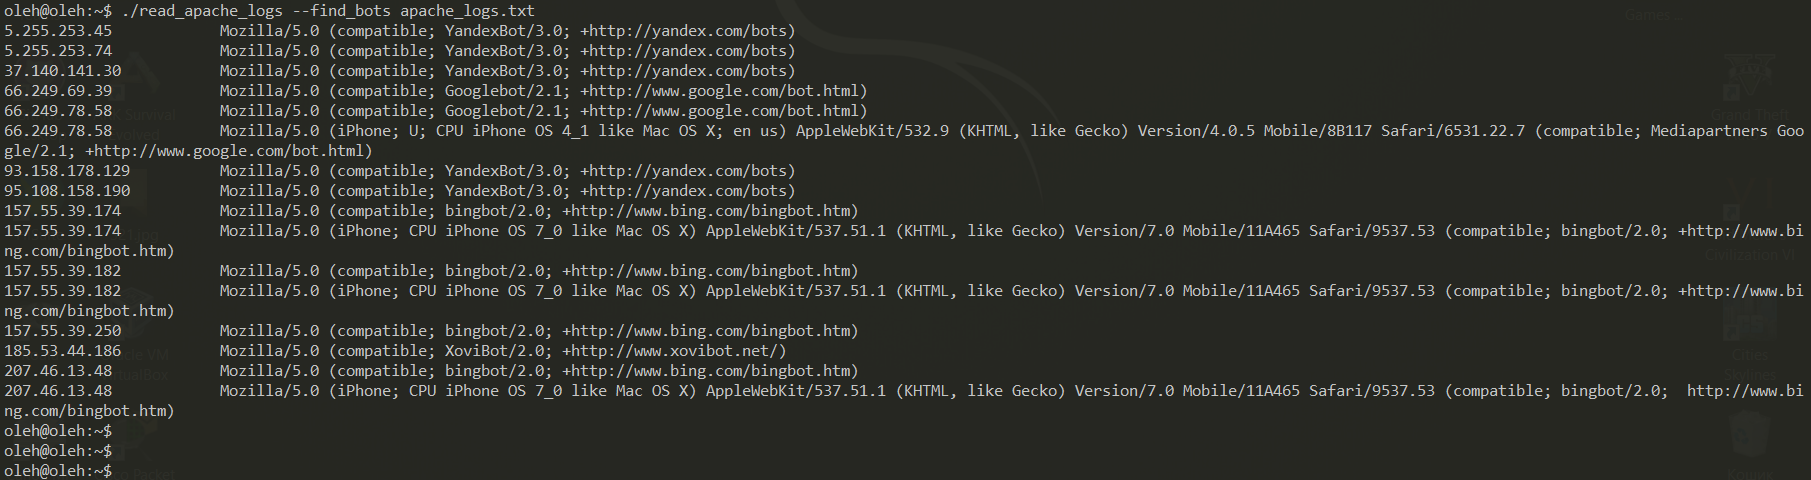 oleh@oleh:~$ ./read_apache_logs --find_bots apache_logs.txt
5.255.253.45            Mozilla/5.0 (compatible; YandexBot/3.0; +http://yandex.com/bots)
5.255.253.74            Mozilla/5.0 (compatible; YandexBot/3.0; +http://yandex.com/bots)
37.140.141.30           Mozilla/5.0 (compatible; YandexBot/3.0; +http://yandex.com/bots)
66.249.69.39            Mozilla/5.0 (compatible; Googlebot/2.1; +http://www.google.com/bot.html)
66.249.78.58            Mozilla/5.0 (compatible; Googlebot/2.1; +http://www.google.com/bot.html)
66.249.78.58            Mozilla/5.0 (iPhone; U; CPU iPhone OS 4_1 like Mac OS X; en us) AppleWebKit/532.9 (KHTML, like Gecko) Version/4.0.5 Mobile/8B117 Safari/6531.22.7 (compatible; Mediapartners Goo
gle/2.1; +http://www.google.com/bot.html)
93.158.178.129          Mozilla/5.0 (compatible; YandexBot/3.0; +http://yandex.com/bots)
95.108.158.190          Mozilla/5.0 (compatible; YandexBot/3.0; +http://yandex.com/bots)
157.55.39.174           Mozilla/5.0 (compatible; bingbot/2.0; +http://www.bing.com/bingbot.htm)
157.55.39.174           Mozilla/5.0 (iPhone; CPU iPhone OS 7_0 like Mac OS X) AppleWebKit/537.51.1 (KHTML, like Gecko) Version/7.0 Mobile/11A465 Safari/9537.53 (compatible; bingbot/2.0; +http://www.bi
ng.com/bingbot.htm)
157.55.39.182           Mozilla/5.0 (compatible; bingbot/2.0; +http://www.bing.com/bingbot.htm)
157.55.39.182           Mozilla/5.0 (iPhone; CPU iPhone OS 7_0 like Mac OS X) AppleWebKit/537.51.1 (KHTML, like Gecko) Version/7.0 Mobile/11A465 Safari/9537.53 (compatible; bingbot/2.0; +http://www.bi
ng.com/bingbot.htm)
157.55.39.250           Mozilla/5.0 (compatible; bingbot/2.0; +http://www.bing.com/bingbot.htm)
185.53.44.186           Mozilla/5.0 (compatible; XoviBot/2.0; +http://www.xovibot.net/)
207.46.13.48            Mozilla/5.0 (compatible; bingbot/2.0; +http://www.bing.com/bingbot.htm)
207.46.13.48            Mozilla/5.0 (iPhone; CPU iPhone OS 7_0 like Mac OS X) AppleWebKit/537.51.1 (KHTML, like Gecko) Version/7.0 Mobile/11A465 Safari/9537.53 (compatible; bingbot/2.0;  http://www.bi
ng.com/bingbot.htm)
oleh@oleh:~$
oleh@oleh:~$
oleh@oleh:~$
Games...
Grand Theft
Civilization VI
Cities
Skylines